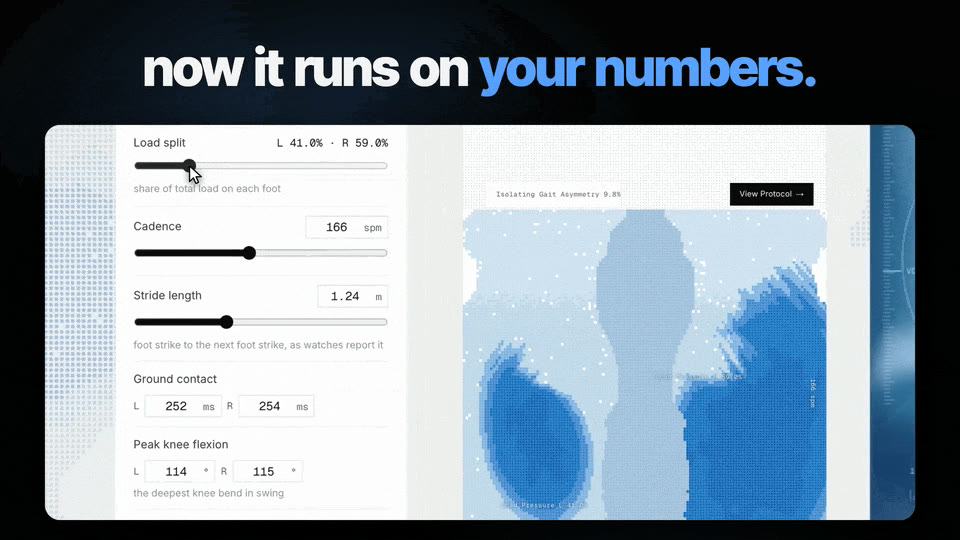 now it runs on your numbers.
Load split L 41.0% · R 59.0%
share of total load on each foot
Cadence 166 spm
Stride length 1.24 m
foot strike to the next foot strike, as watches report it
Ground contact
L 252 ms R 254 ms
Peak knee flexion
L 114 ° R 115 °
the deepest knee bend in swing
Isolating Gait Asymmetry 9.8%
View Protocol →
166 spm
Pressure L